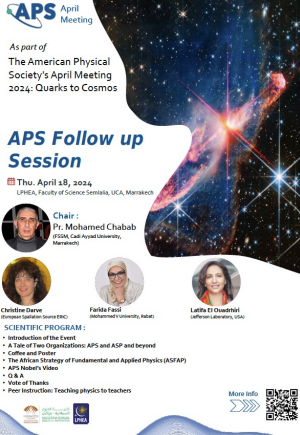 APS April
Meeting
As part of
The American Physical
Society's April Meeting
2024: Quarks to Cosmos
APS Follow up
Session
Thu. April 18, 2024
LPHEA, Faculty of Science Semlalia, UCA, Marrakech
Chair :
Pr. Mohamed Chabab
(FSSM, Cadi Ayyad University,
Marrakech)
Christine Darve
(European Spallation Source ERIC)
Farida Fassi
(Mohammed V University, Rabat)
Latifa El Ouadrhiri
(Jefferson Laboratory, USA)
SCIENTIFIC PROGRAM :
• Introduction of the Event
• A Tale of Two Organizations: APS and ASP and beyond
• Coffee and Poster
• The African Strategy of Fundamental and Applied Physics (ASFAP)
• APS Nobel's Video
• Q & A
• Vote of Thanks
• Peer Instruction: Teaching physics to teachers
More Info
LPHEA